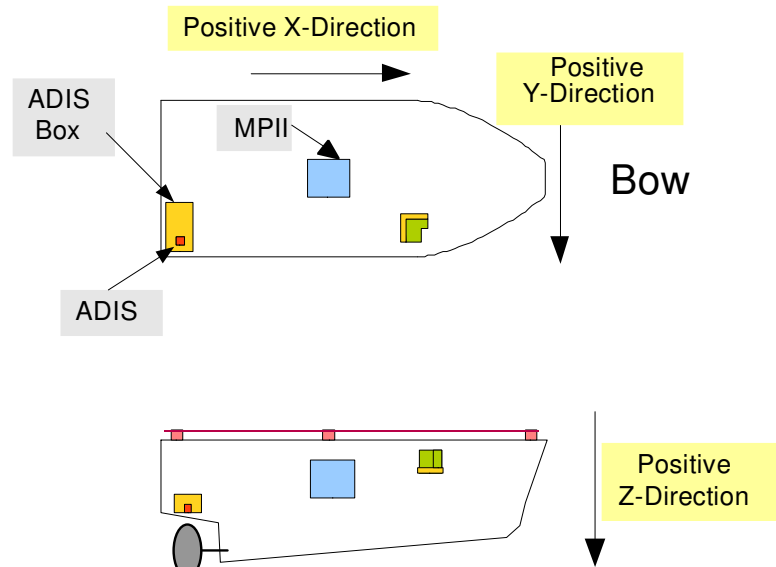 Positive X-Direction
Positive
Y-Direction
ADIS
Box
MPII
Bow
ADIS
Positive
Z-Direction